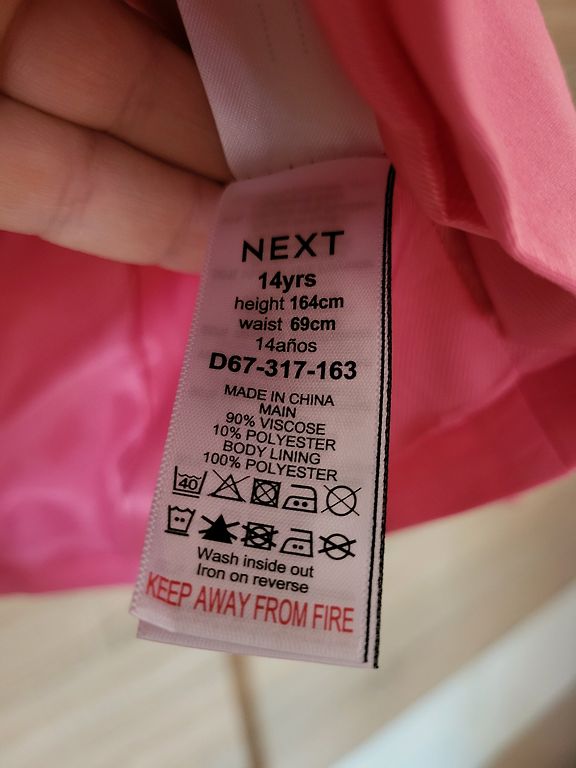 NEXT
14yrs
height 164cm
waist 69cm
14años
D67-317-163
MADE IN CHINA
MAIN
90% VISCOSE
10% POLYESTER
BODY LINING
100% POLYESTER
40
Wash inside out
Iron on reverse
KEEP AWAY FROM FIRE